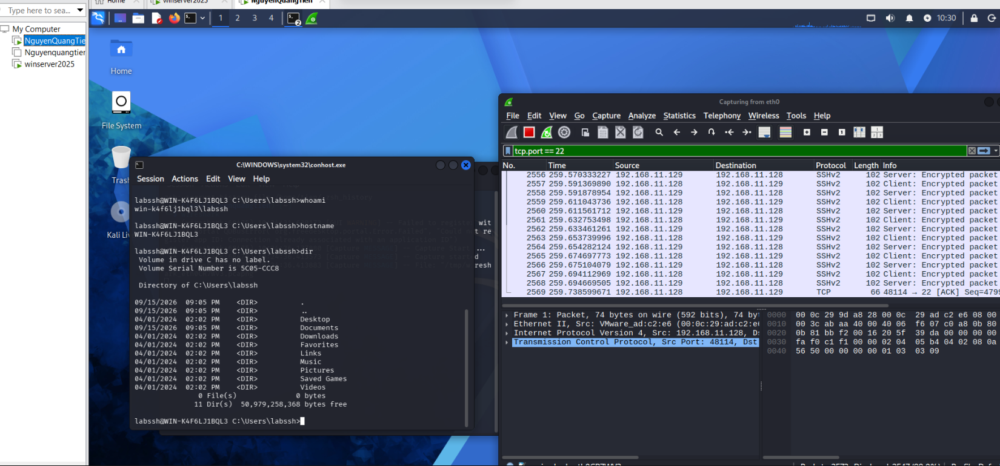 Type here to sea...
Home
winserver2025
NguyenQuangTien
My Computer
NguyenQuangTie
Nguyenquangtier
winserver2025
1 2 3 4
2
10:30
Home
File System
Trash
Kali Liv
C:\WINDOWS\system32\conhost.exe
Session Actions Edit View Help
labssh@WIN-K4F6LJ1BQL3 C:\Users\labssh>whoami
win-k4f6lj1bql3\labssh
labssh@WIN-K4F6LJ1BQL3 C:\Users\labssh>hostname
WIN-K4F6LJ1BQL3
labssh@WIN-K4F6LJ1BQL3 C:\Users\labssh>dir
Volume in drive C has no label.
Volume Serial Number is 5C05-CCC8
Directory of C:\Users\labssh
09/15/2026 09:05 PM <DIR> .
09/15/2026 09:05 PM <DIR> ..
04/01/2024 02:02 PM <DIR> Desktop
09/15/2026 09:05 PM <DIR> Documents
04/01/2024 02:02 PM <DIR> Downloads
04/01/2024 02:02 PM <DIR> Favorites
04/01/2024 02:02 PM <DIR> Links
04/01/2024 02:02 PM <DIR> Music
04/01/2024 02:02 PM <DIR> Pictures
04/01/2024 02:02 PM <DIR> Saved Games
04/01/2024 02:02 PM <DIR> Videos
0 File(s) 0 bytes
11 Dir(s) 50,979,258,368 bytes free
labssh@WIN-K4F6LJ1BQL3 C:\Users\labssh>
wit
t re
...
d
resh
Capturing from eth0
File Edit View Go Capture Analyze Statistics Telephony Wireless Tools Help
tcp.port == 22
No. Time Source Destination Protocol Length Info
2556 259.570333227 192.168.11.129 192.168.11.128 SSHv2 102 Server: Encrypted packet
2557 259.591369890 192.168.11.128 192.168.11.129 SSHv2 102 Client: Encrypted packet
2558 259.591878954 192.168.11.129 192.168.11.128 SSHv2 102 Server: Encrypted packet
2559 259.611043736 192.168.11.128 192.168.11.129 SSHv2 102 Client: Encrypted packet
2560 259.611561712 192.168.11.129 192.168.11.128 SSHv2 102 Server: Encrypted packet
2561 259.632753498 192.168.11.128 192.168.11.129 SSHv2 102 Client: Encrypted packet
2562 259.633461261 192.168.11.129 192.168.11.128 SSHv2 102 Server: Encrypted packet
2563 259.653739996 192.168.11.128 192.168.11.129 SSHv2 102 Client: Encrypted packet
2564 259.654282124 192.168.11.129 192.168.11.128 SSHv2 102 Server: Encrypted packet
2565 259.674697773 192.168.11.128 192.168.11.129 SSHv2 102 Client: Encrypted packet
2566 259.675104079 192.168.11.129 192.168.11.128 SSHv2 102 Server: Encrypted packet
2567 259.694112969 192.168.11.128 192.168.11.129 SSHv2 102 Client: Encrypted packet
2568 259.694669505 192.168.11.129 192.168.11.128 SSHv2 102 Server: Encrypted packet
2569 259.738599671 192.168.11.128 192.168.11.129 TCP 66 48114 → 22 [ACK] Seq=4799
Frame 1: Packet, 74 bytes on wire (592 bits), 74 byt
Ethernet II, Src: VMware_ad:c2:e6 (00:0c:29:ad:c2:e6
Internet Protocol Version 4, Src: 192.168.11.128, Ds
Transmission Control Protocol, Src Port: 48114, Dst
0000 00 0c 29 9d a8 28 00 0c 29 ad c2 e6 08 00
0010 00 3c ab aa 40 00 40 06 f6 07 c0 a8 0b 80
0020 0b 81 bb f2 00 16 20 5f 39 da 00 00 00 00
0030 fa f0 c1 f1 00 00 02 04 05 b4 04 02 08 0a
0040 56 50 00 00 00 00 01 03 03 09